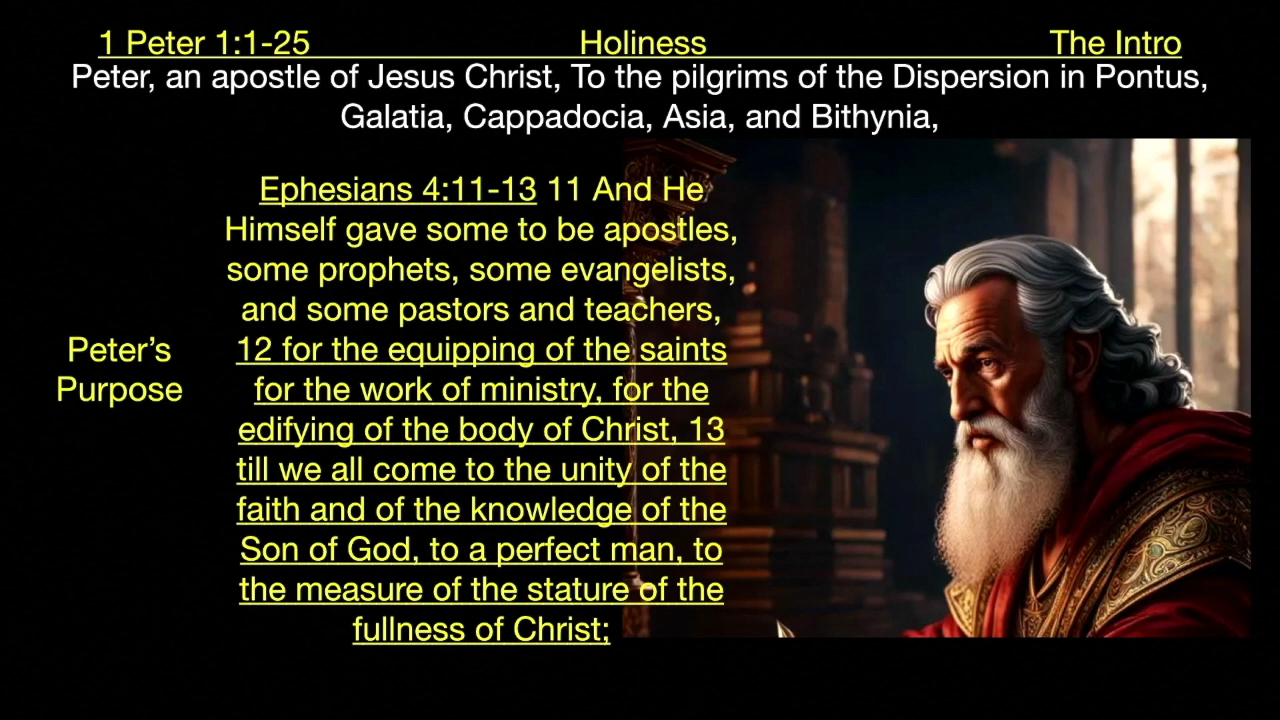 1 Peter 1:1-25 Holiness The Intro
Peter, an apostle of Jesus Christ, To the pilgrims of the Dispersion in Pontus,
Galatia, Cappadocia, Asia, and Bithynia,
Peter’s
Purpose
Ephesians 4:11-13 11 And He
Himself gave some to be apostles,
some prophets, some evangelists,
and some pastors and teachers,
12 for the equipping of the saints
for the work of ministry, for the
edifying of the body of Christ, 13
till we all come to the unity of the
faith and of the knowledge of the
Son of God, to a perfect man, to
the measure of the stature of the
fullness of Christ;